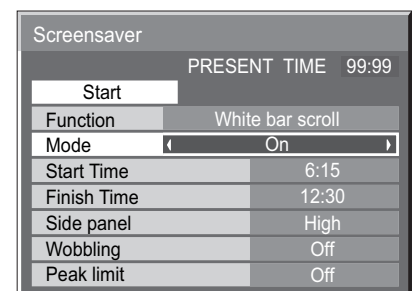 Screensaver
PRESENT TIME 99:99
Start
Function White bar scroll
Mode On
Start Time 6:15
Finish Time 12:30
Side panel High
Wobbling Off
Peak limit Off